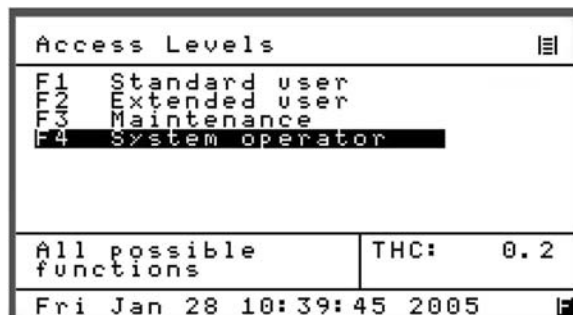 Access Levels
F1 Standard user
F2 Extended user
F3 Maintenance
F4 System operator
All possible
functions
THC: 0.2
Fri Jan 28 10:39:45 2005